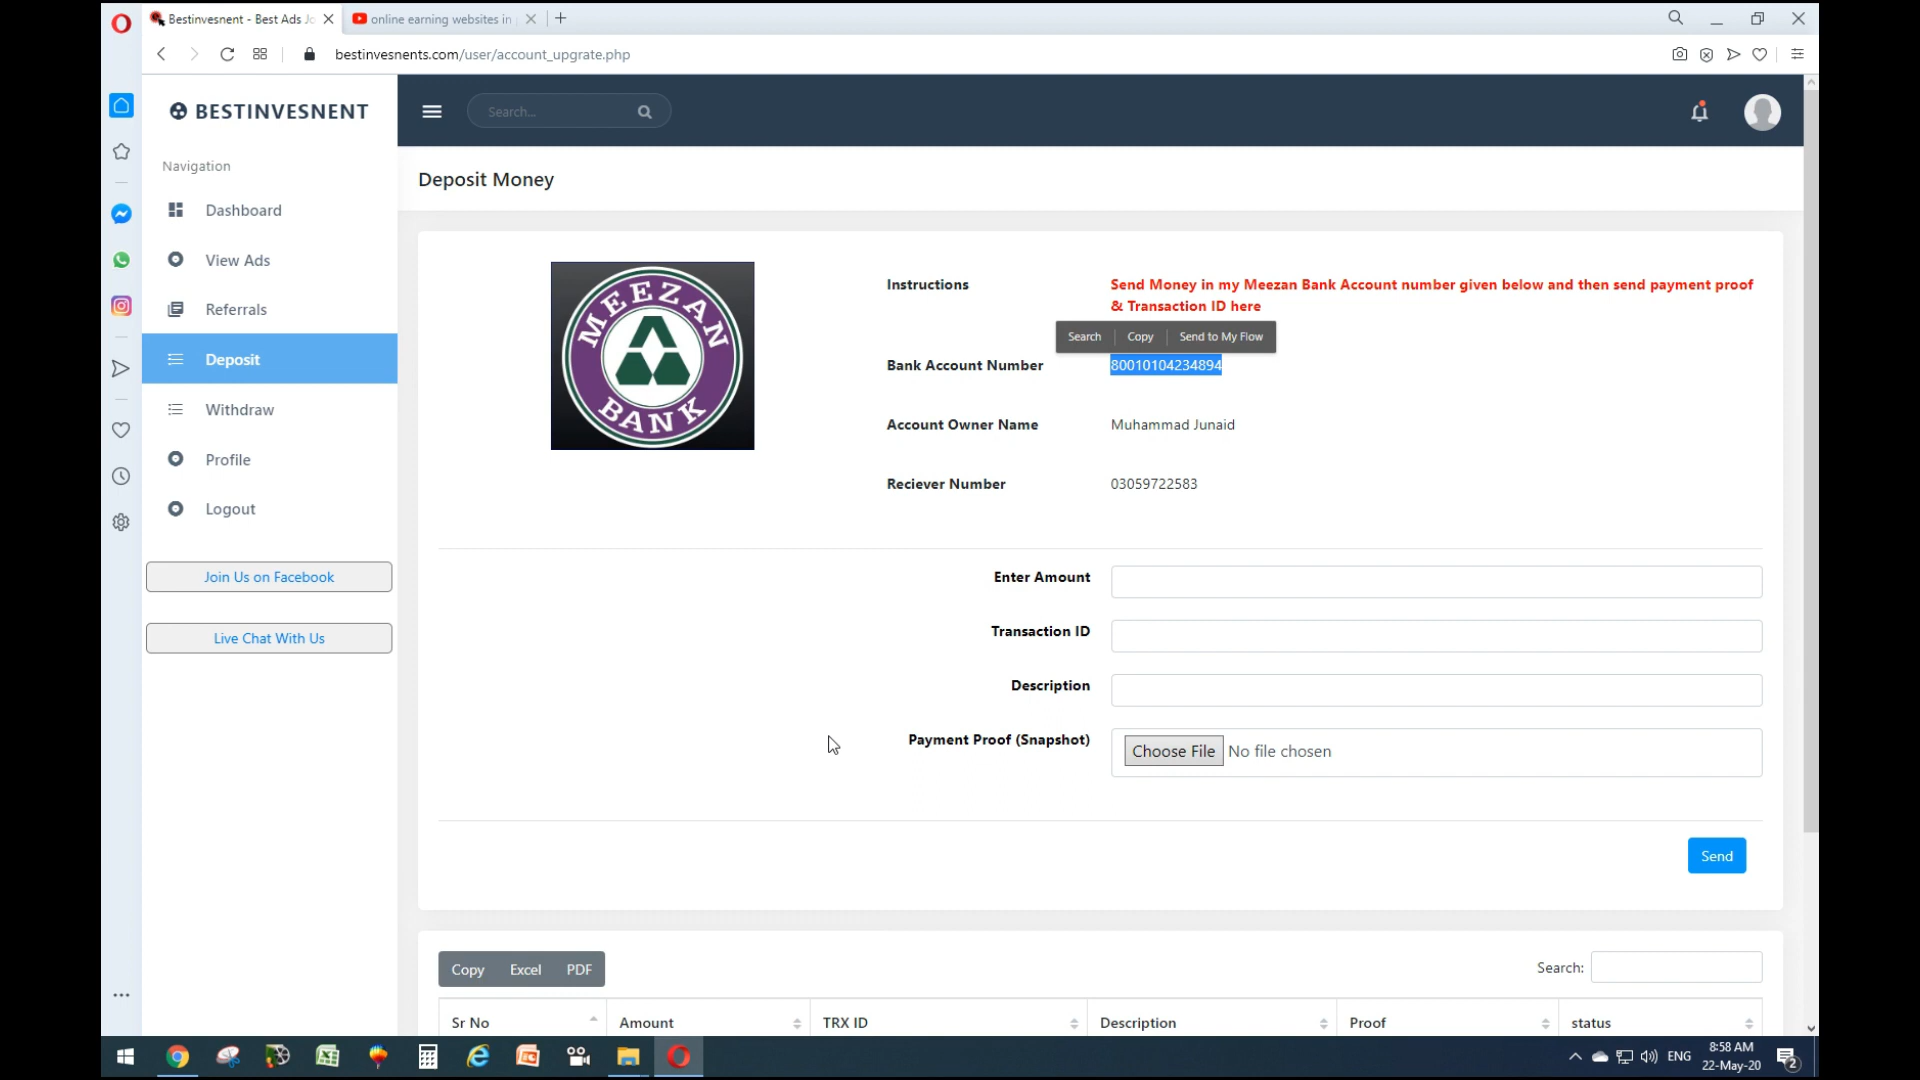 Bestinvesnent - Best Ads Jo
online earning websites in
bestinvesnents.com/user/account_upgrate.php
BESTINVESNENT
Search...
Navigation
Dashboard
View Ads
Referrals
Deposit
Withdraw
Profile
Logout
Join Us on Facebook
Live Chat With Us
Deposit Money
MEEZAN
BANK
Instructions
Send Money in my Meezan Bank Account number given below and then send payment proof
& Transaction ID here
Search Copy Send to My Flow
Bank Account Number 80010104234894
Account Owner Name Muhammad Junaid
Reciever Number 03059722583
Enter Amount
Transaction ID
Description
Payment Proof (Snapshot) Choose File No file chosen
Send
Copy Excel PDF
Search:
Sr No Amount TRX ID Description Proof status
ENG
8:58 AM
22-May-20
2